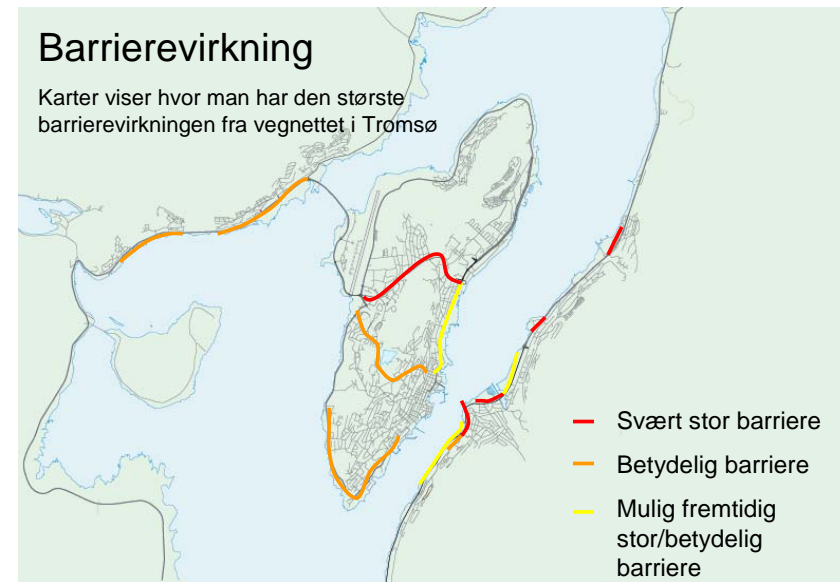 Barrierevirkning
Karter viser hvor man har den største
barrierevirkningen fra vegnettet i Tromsø
Svært stor barriere
Betydelig barriere
Mulig fremtidig
stor/betydelig
barriere